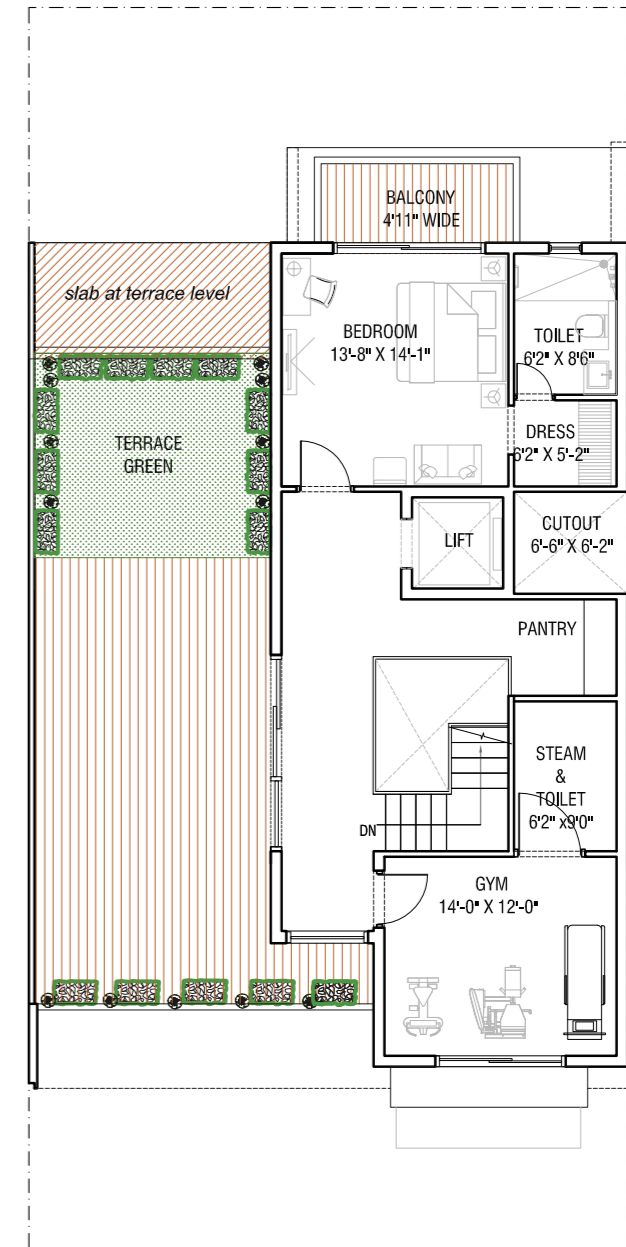 BALCONY
4'11" WIDE
slab at terrace level
BEDROOM
13'-8" X 14'-1"
TOILET
6'2" X 8'6"
TERRACE
GREEN
DRESS
6'2" X 5'-2"
LIFT
CUTOUT
6'-6" X 6'-2"
PANTRY
STEAM
&
TOILET
6'2" x9'0"
DN
GYM
14'-0" X 12'-0"